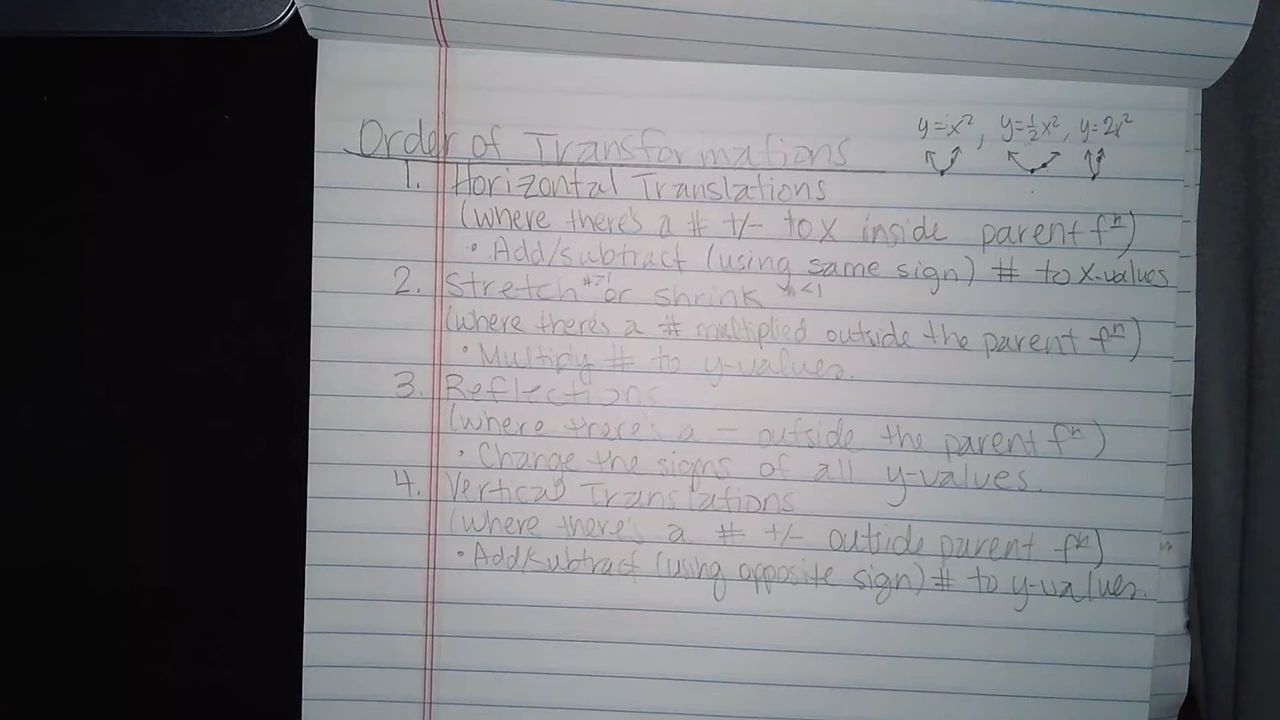 y=x², y=½x², y=2x²
Order of Transformations
1. Horizontal Translations
(where there's a # +/- to x inside parent fⁿ)
• Add/subtract (using same sign) # to x-values
2. Stretch #>1 or shrink #<1
(where there's a # multiplied outside the parent fⁿ)
• Multiply # to y-values.
3. Reflections
(where there's a - outside the parent fⁿ)
• Change the signs of all y-values.
4. Vertical Translations
(where there's a # +/- outside parent fⁿ)
• Add/subtract (using opposite sign) # to y-values.